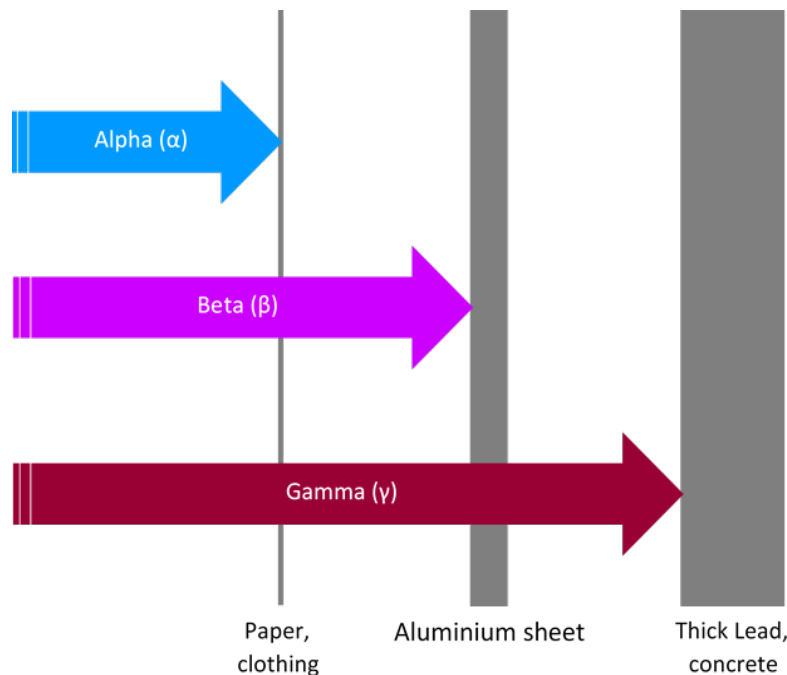 Alpha (α)
Beta (β)
Gamma (γ)
Paper,
clothing
Aluminium sheet
Thick Lead,
concrete